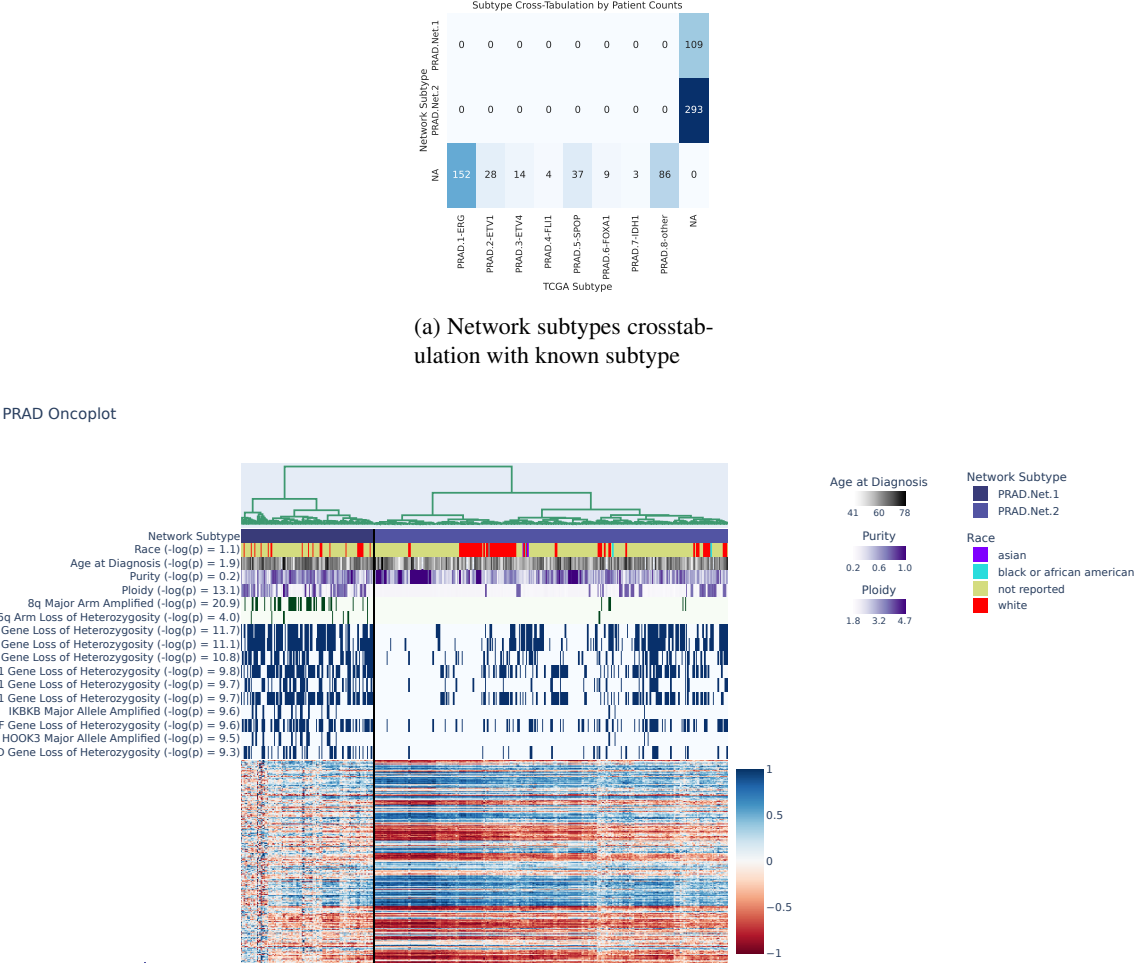 Subtype Cross-Tabulation by Patient Counts
Network Subtype
PRAD.Net.1
0 0 0 0 0 0 0 0 109
PRAD.Net.2
0 0 0 0 0 0 0 0 293
NA
152 28 14 4 37 9 3 86 0
PRAD.1-ERG PRAD.2-ETV1 PRAD.3-ETV4 PRAD.4-FLI1 PRAD.5-SPOP PRAD.6-FOXA1 PRAD.7-IDH1 PRAD.8-other NA
TCGA Subtype
(a) Network subtypes crosstab-
ulation with known subtype
PRAD Oncoplot
Network Subtype
Race (-log(p) = 1.1)
Age at Diagnosis (-log(p) = 1.9)
Purity (-log(p) = 0.2)
Ploidy (-log(p) = 13.1)
8q Major Arm Amplified (-log(p) = 20.9)
6q Arm Loss of Heterozygosity (-log(p) = 4.0)
Gene Loss of Heterozygosity (-log(p) = 11.7)
Gene Loss of Heterozygosity (-log(p) = 11.1)
Gene Loss of Heterozygosity (-log(p) = 10.8)
1 Gene Loss of Heterozygosity (-log(p) = 9.8)
1 Gene Loss of Heterozygosity (-log(p) = 9.7)
1 Gene Loss of Heterozygosity (-log(p) = 9.7)
IKBKB Major Allele Amplified (-log(p) = 9.6)
F Gene Loss of Heterozygosity (-log(p) = 9.6)
HOOK3 Major Allele Amplified (-log(p) = 9.5)
Gene Loss of Heterozygosity (-log(p) = 9.3)
Age at Diagnosis
41 60 78
Purity
0.2 0.6 1.0
Ploidy
1.8 3.2 4.7
Network Subtype
PRAD.Net.1
PRAD.Net.2
Race
asian
black or african american
not reported
white
1
0.5
0
−0.5
−1